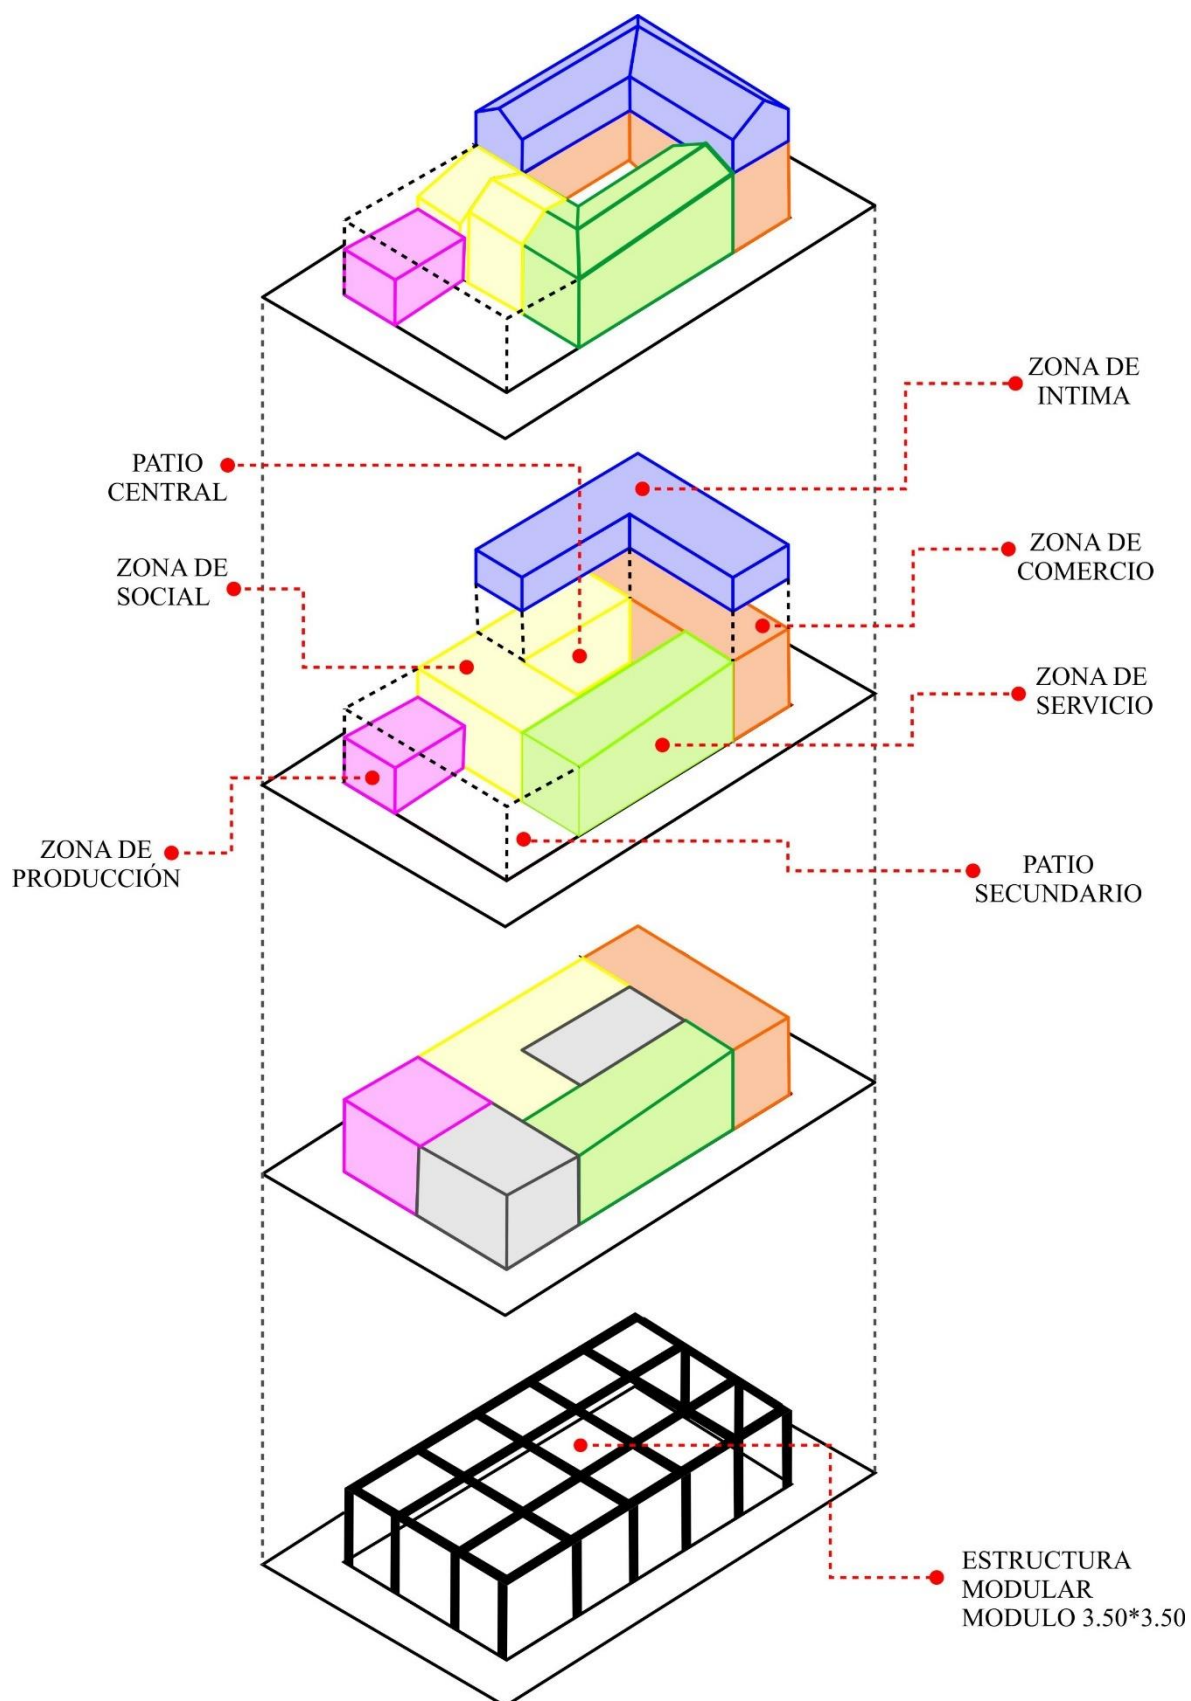 ZONA DE
INTIMA
PATIO
CENTRAL
ZONA DE
COMERCIO
ZONA DE
SOCIAL
ZONA DE
SERVICIO
ZONA DE
PRODUCCIÓN
PATIO
SECUNDARIO
ESTRUCTURA
MODULAR
MODULO 3.50*3.50